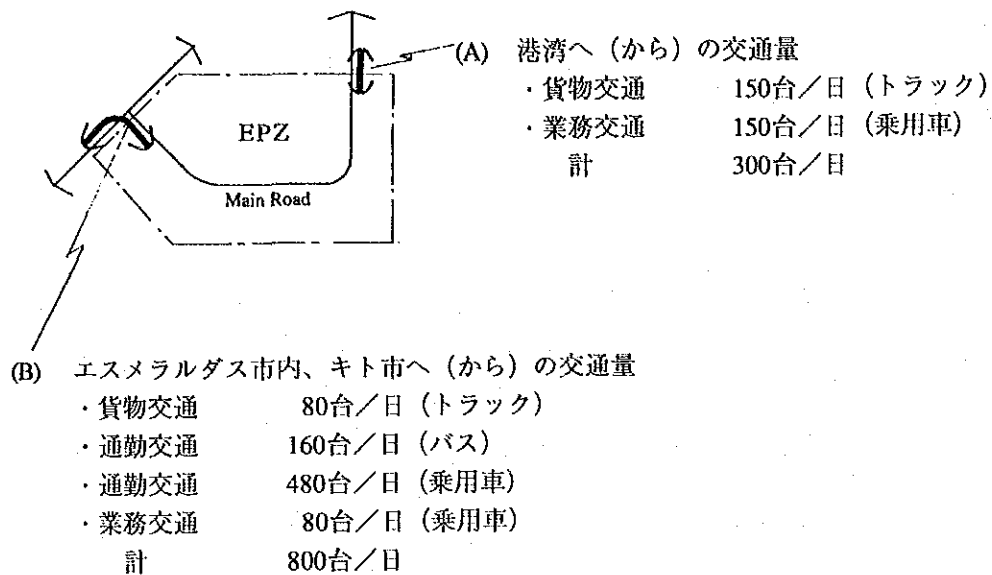 (A) 港湾へ（から）の交通量
・貨物交通 150台／日（トラック）
・業務交通 150台／日（乗用車）
計 300台／日
EPZ
Main Road
(B) エスメラルダス市内、キト市へ（から）の交通量
・貨物交通 80台／日（トラック）
・通勤交通 160台／日（バス）
・通勤交通 480台／日（乗用車）
・業務交通 80台／日（乗用車）
計 800台／日